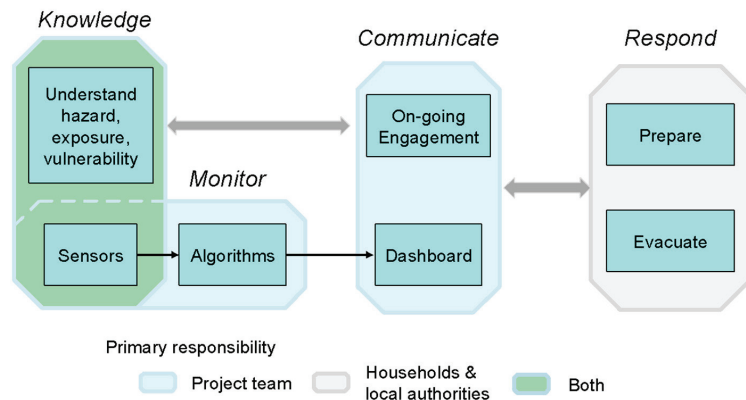 Knowledge
Communicate
Respond
Understand
hazard,
exposure,
vulnerability
On-going
Engagement
Prepare
Monitor
Sensors
Algorithms
Dashboard
Evacuate
Primary responsibility
Project team
Households &
local authorities
Both